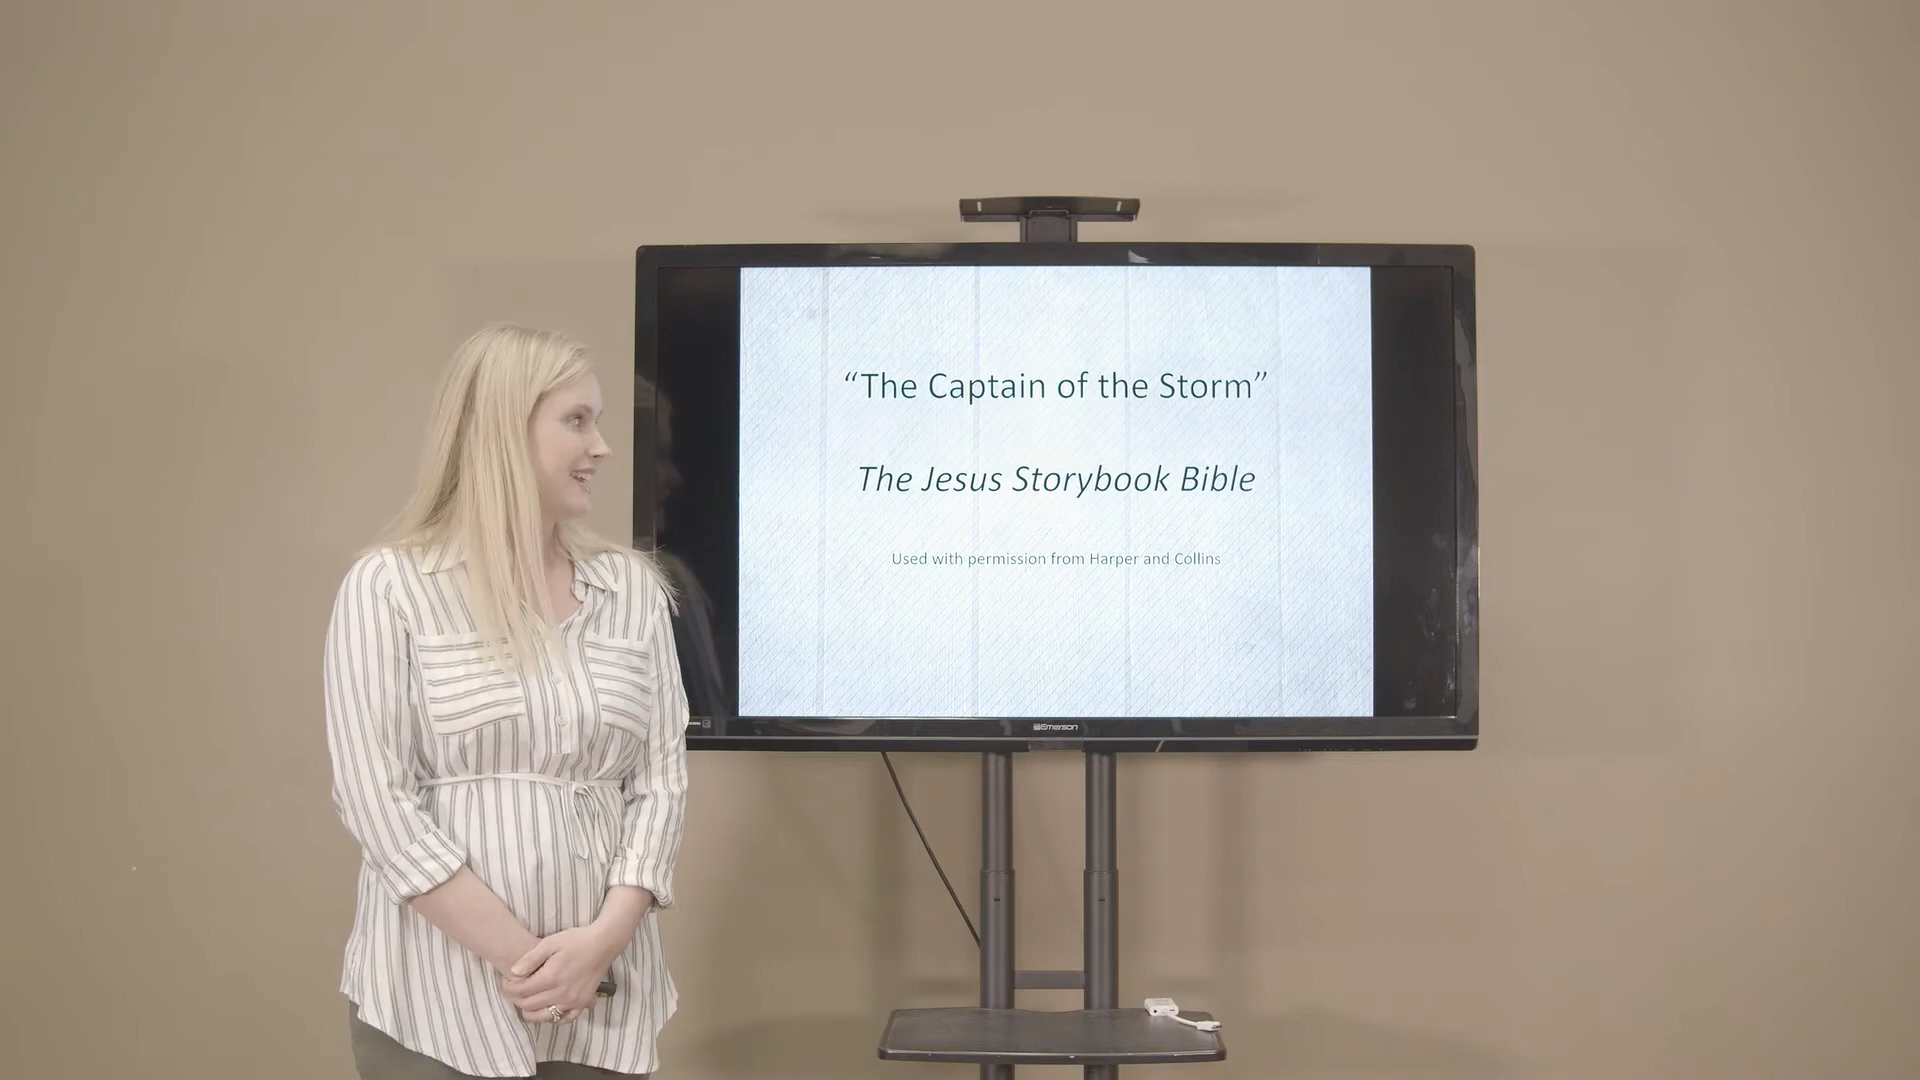 “The Captain of the Storm”
The Jesus Storybook Bible
Used with permission from Harper and Collins
Emerson